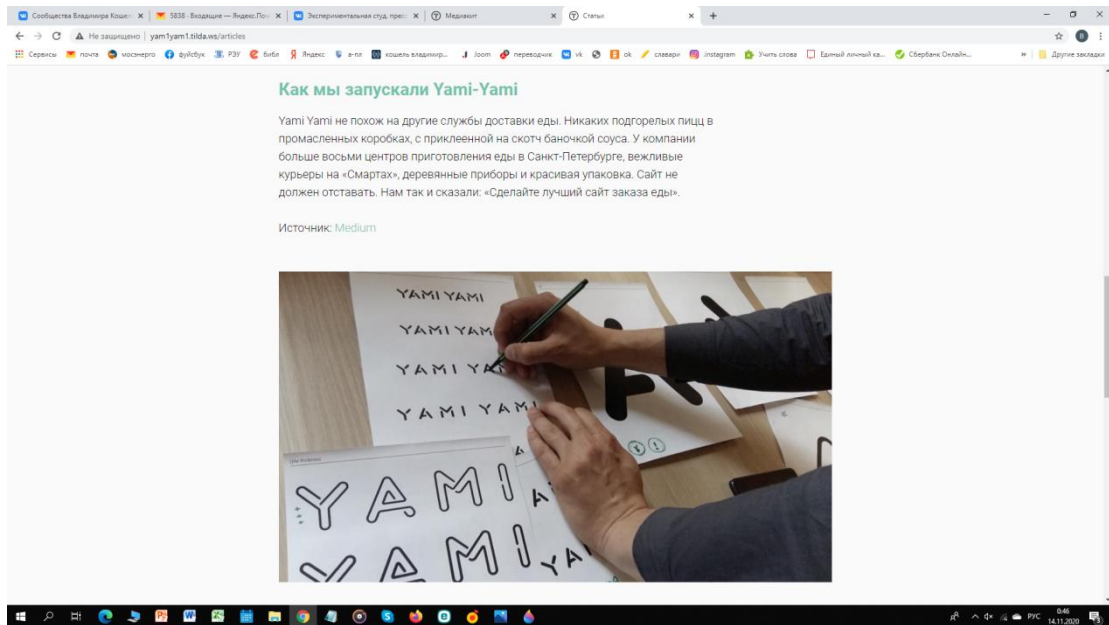 Сообщества Владимира Кошел
5838 · Входящие — Яндекс.Поч
Экспериментальная студ. прес
Медиакит
Статьи
Не защищено | yam1yam1.tilda.ws/articles
Сервисы почта мосэнерго фуйсбук РЭУ библ Яндекс а-пл кошель владимир... Joom переводчик vk ok славари instagram Учить слова Единый личный ка... Сбербанк Онлайн... » Другие закладки
Как мы запускали Yami-Yami
Yami Yami не похож на другие службы доставки еды. Никаких подгорелых пицц в
промасленных коробках, с приклеенной на скотч баночкой соуса. У компании
больше восьми центров приготовления еды в Санкт-Петербурге, вежливые
курьеры на «Смартах», деревянные приборы и красивая упаковка. Сайт не
должен отставать. Нам так и сказали: «Сделайте лучший сайт заказа еды».
Источник: Medium
YAMI YAMI
YAMI YAM
YAMI YA
YAMI YAMI
YAMI
YAMI
YA
РУС
0:46
14.11.2020